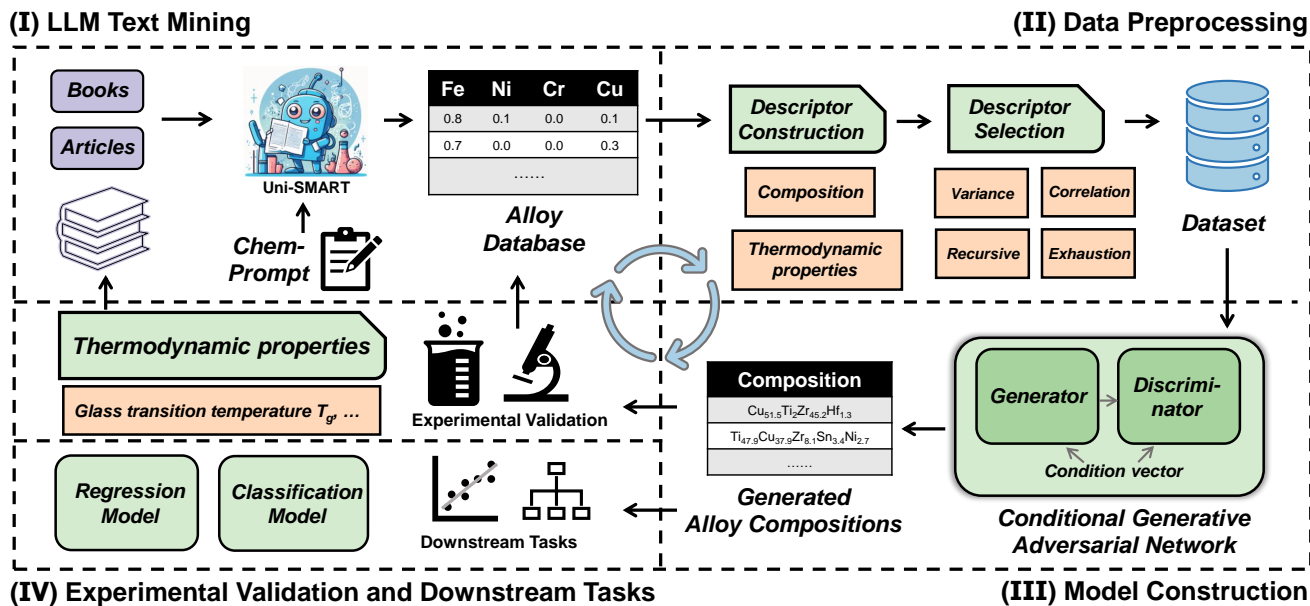 (I) LLM Text Mining
(II) Data Preprocessing
Books
Articles
Uni-SMART
Chem-
Prompt
Fe Ni Cr Cu
0.8 0.1 0.0 0.1
0.7 0.0 0.0 0.3
......
Alloy
Database
Descriptor
Construction
Descriptor
Selection
Composition
Thermodynamic
properties
Variance
Correlation
Recursive
Exhaustion
Dataset
Thermodynamic properties
Glass transition temperature Tg, ...
Experimental Validation
Composition
Cu51.5Ti2Zr45.2Hf1.3
Ti47.9Cu37.9Zr8.1Sn3.4Ni2.7
......
Generated
Alloy Compositions
Generator
Discrimi-
nator
Condition vector
Conditional Generative
Adversarial Network
Regression
Model
Classification
Model
Downstream Tasks
(IV) Experimental Validation and Downstream Tasks
(III) Model Construction